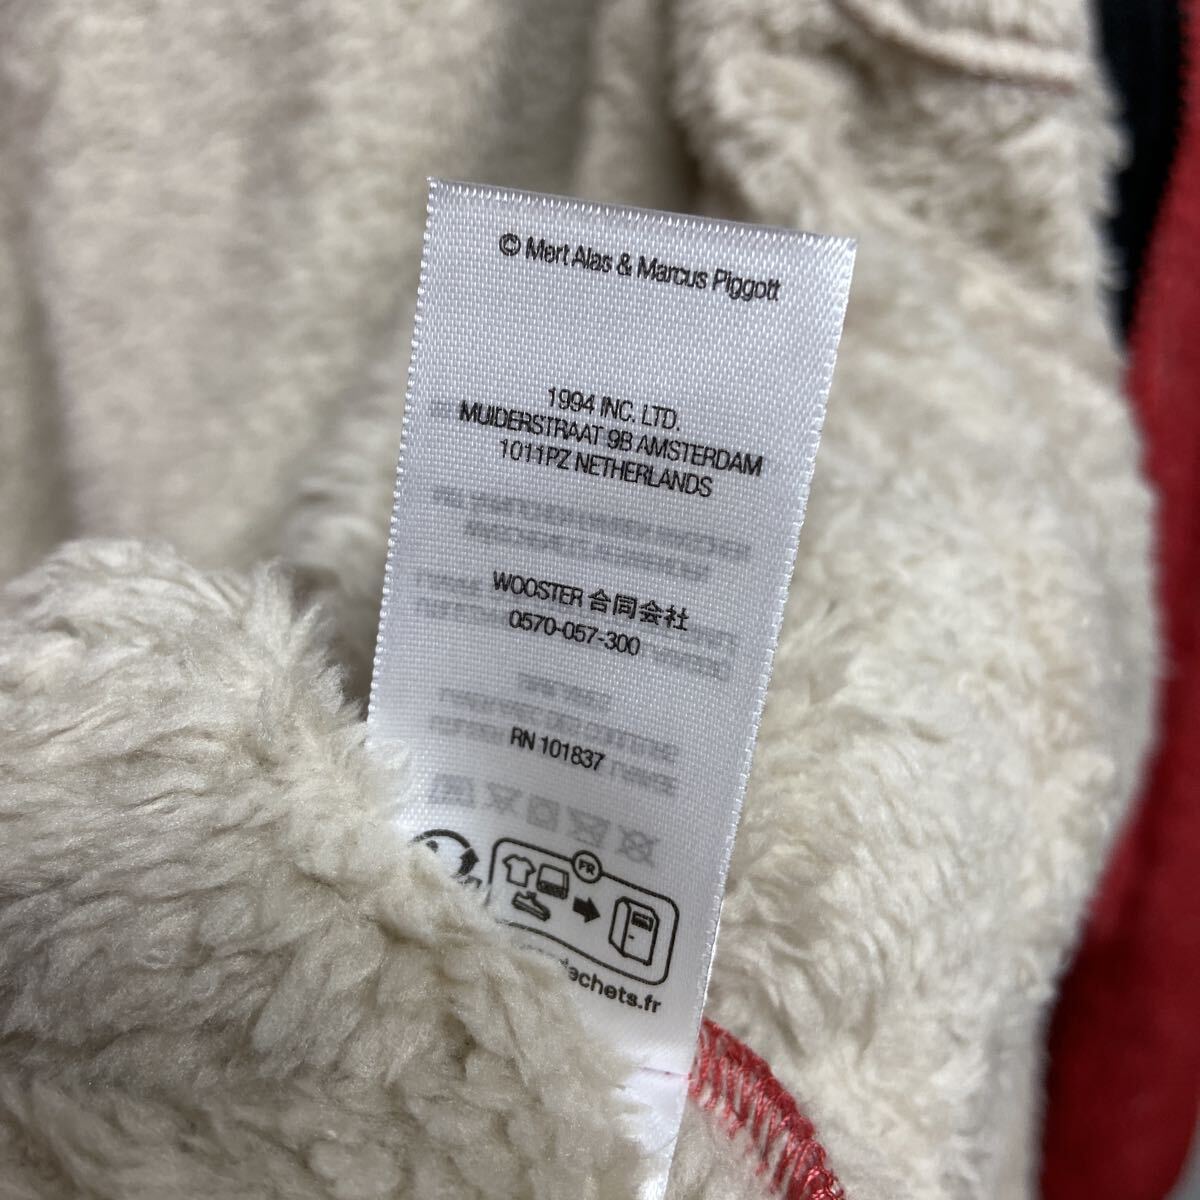 © Mert Alas & Marcus Piggott
1994 INC. LTD.
MUIDERSTRAAT 9B AMSTERDAM
1011PZ NETHERLANDS
WOOSTER 合同会社
0570-057-300
RN 101837
FR
dechets.fr